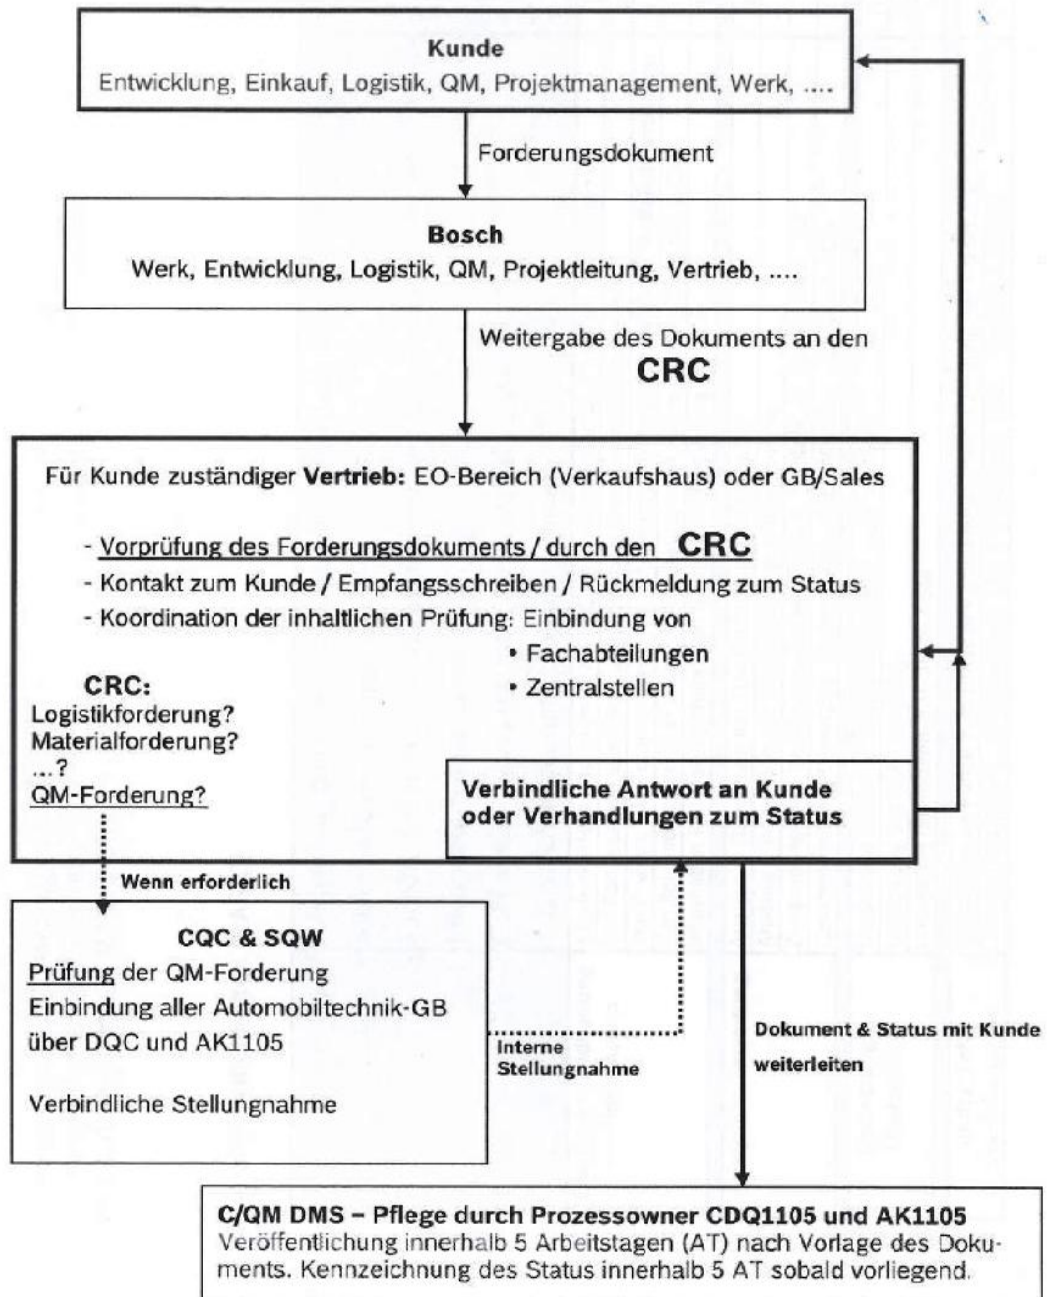 Kunde
Entwicklung, Einkauf, Logistik, QM, Projektmanagement, Werk, ....
Forderungsdokument
Bosch
Werk, Entwicklung, Logistik, QM, Projektleitung, Vertrieb, ....
Weitergabe des Dokuments an den
CRC
Für Kunde zuständiger Vertrieb: EO-Bereich (Verkaufshaus) oder GB/Sales
- Vorprüfung des Forderungsdokuments / durch den CRC
- Kontakt zum Kunde / Empfangsschreiben / Rückmeldung zum Status
- Koordination der inhaltlichen Prüfung: Einbindung von
• Fachabteilungen
• Zentralstellen
CRC:
Logistikforderung?
Materialforderung?
...?
QM-Forderung?
Verbindliche Antwort an Kunde
oder Verhandlungen zum Status
Wenn erforderlich
CQC & SQW
Prüfung der QM-Forderung
Einbindung aller Automobiltechnik-GB
über DQC und AK1105
Verbindliche Stellungnahme
Interne
Stellungnahme
Dokument & Status mit Kunde
weiterleiten
C/QM DMS – Pflege durch Prozessowner CDQ1105 und AK1105
Veröffentlichung innerhalb 5 Arbeitstagen (AT) nach Vorlage des Doku-
ments. Kennzeichnung des Status innerhalb 5 AT sobald vorliegend.